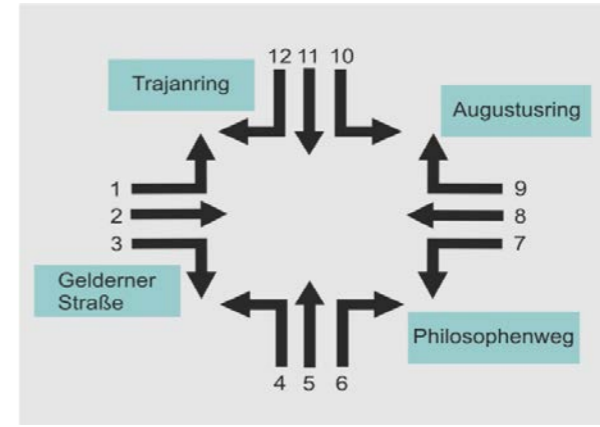 12 11 10
Trajanring
Augustusring
1
2
3
9
8
7
Gelderner
Straße
Philosophenweg
4 5 6